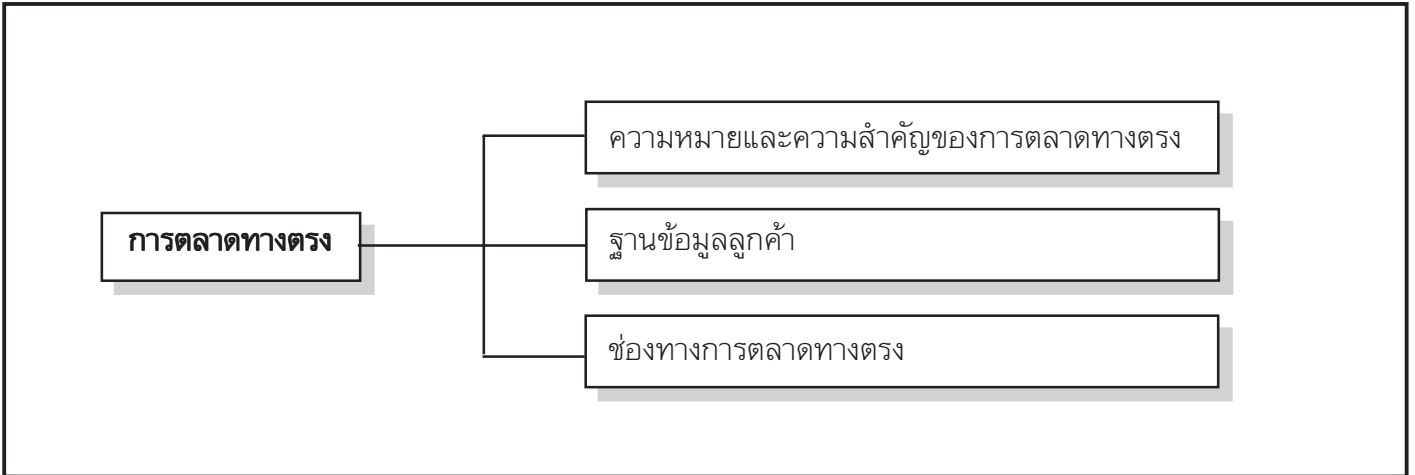 ความหมายและความสำคัญของการตลาดทางตรง
การตลาดทางตรง
ฐานข้อมูลลูกค้า
ช่องทางการตลาดทางตรง